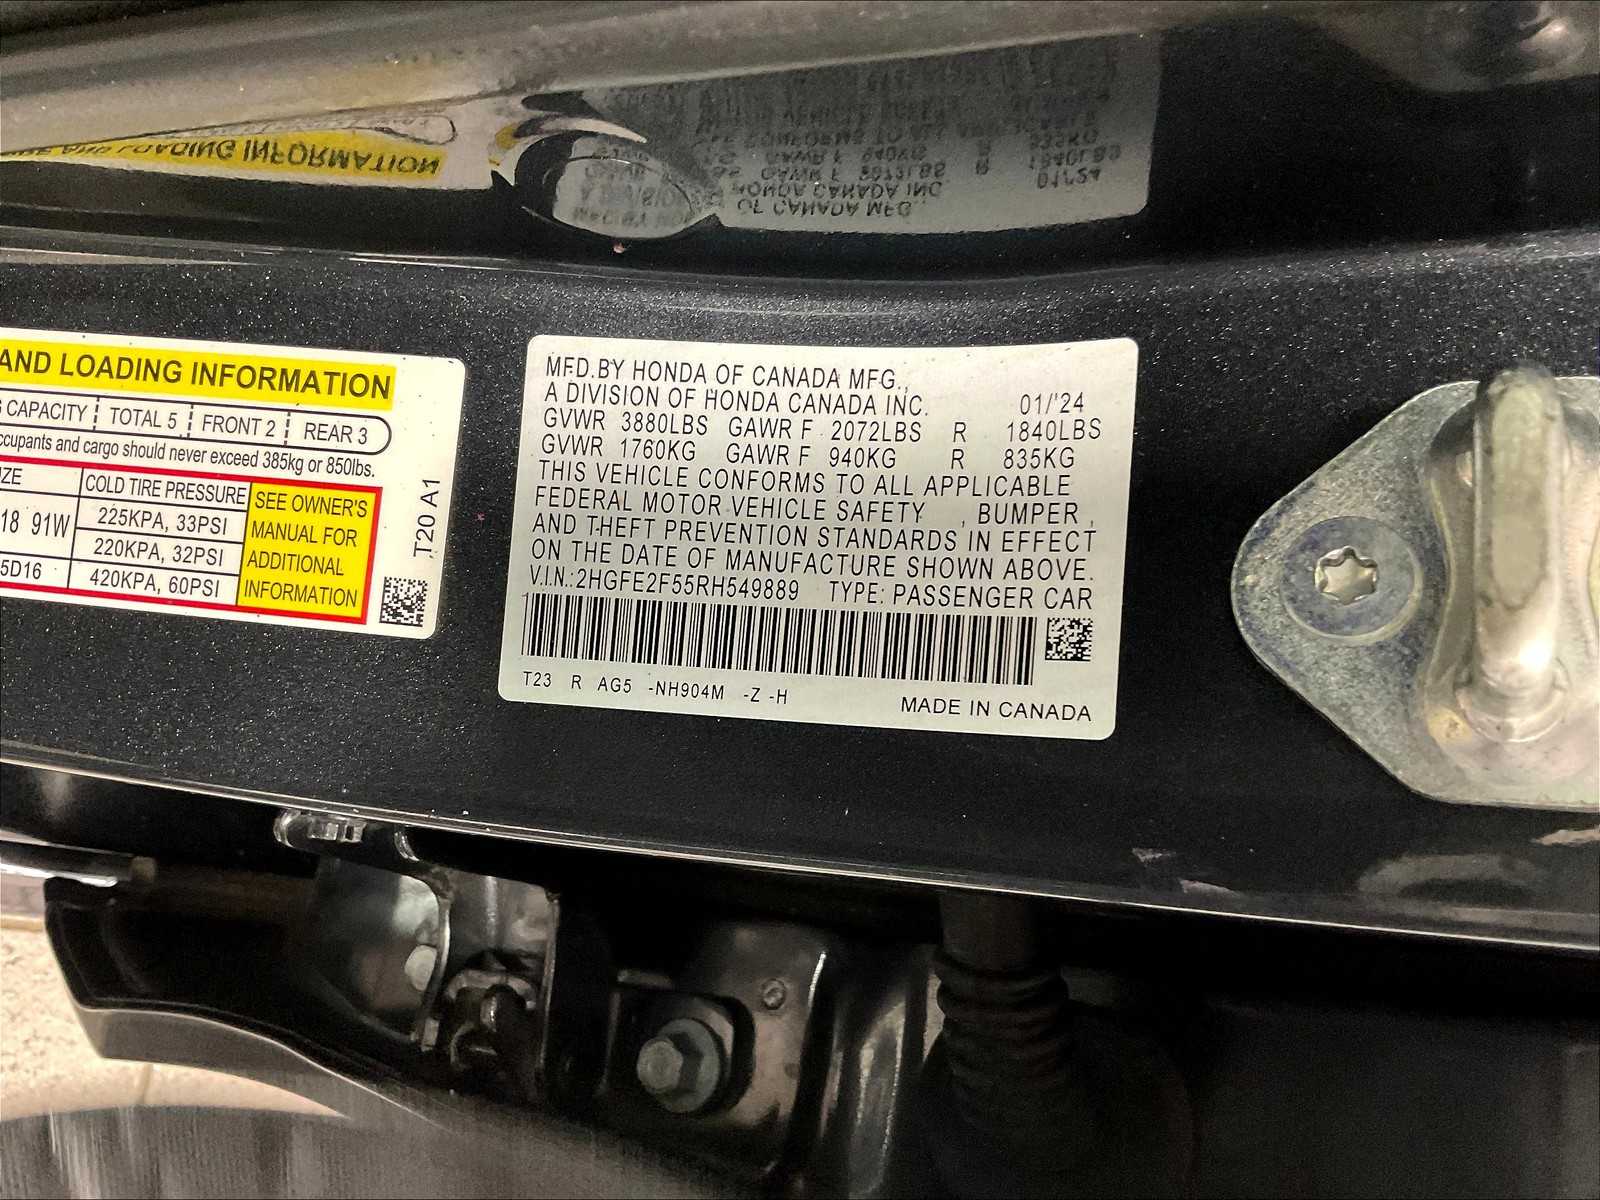 AND LOADING INFORMATION
CAPACITY TOTAL 5 FRONT 2 REAR 3
ccupants and cargo should never exceed 385kg or 850lbs.
ZE COLD TIRE PRESSURE SEE OWNER'S
18 91W 225KPA, 33PSI MANUAL FOR
220KPA, 32PSI ADDITIONAL
5D16 420KPA, 60PSI INFORMATION
T20 A1
MFD.BY HONDA OF CANADA MFG.,
A DIVISION OF HONDA CANADA INC. 01/'24
GVWR 3880LBS GAWR F 2072LBS R 1840LBS
GVWR 1760KG GAWR F 940KG R 835KG
THIS VEHICLE CONFORMS TO ALL APPLICABLE
FEDERAL MOTOR VEHICLE SAFETY , BUMPER ,
AND THEFT PREVENTION STANDARDS IN EFFECT
ON THE DATE OF MANUFACTURE SHOWN ABOVE.
V.I.N.:2HGFE2F55RH549889 TYPE: PASSENGER CAR
T23 R AG5 -NH904M -Z -H
MADE IN CANADA